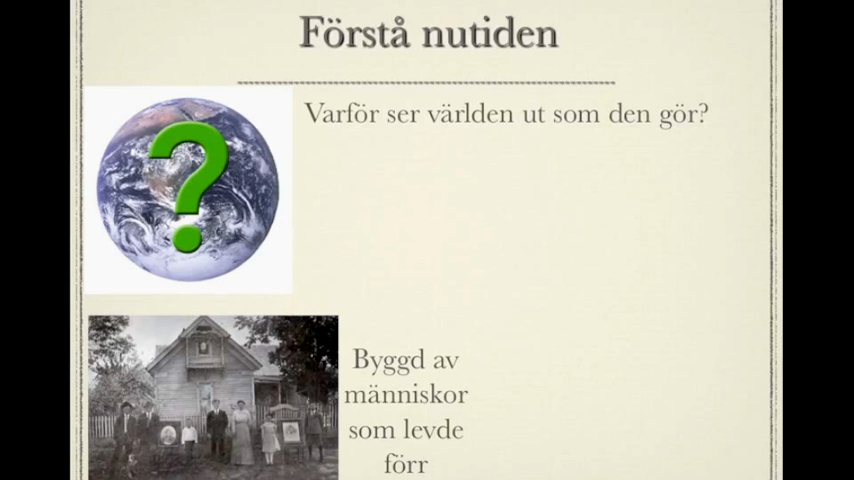 Förstå nutiden
Varför ser världen ut som den gör?
Byggd av
människor
som levde
förr